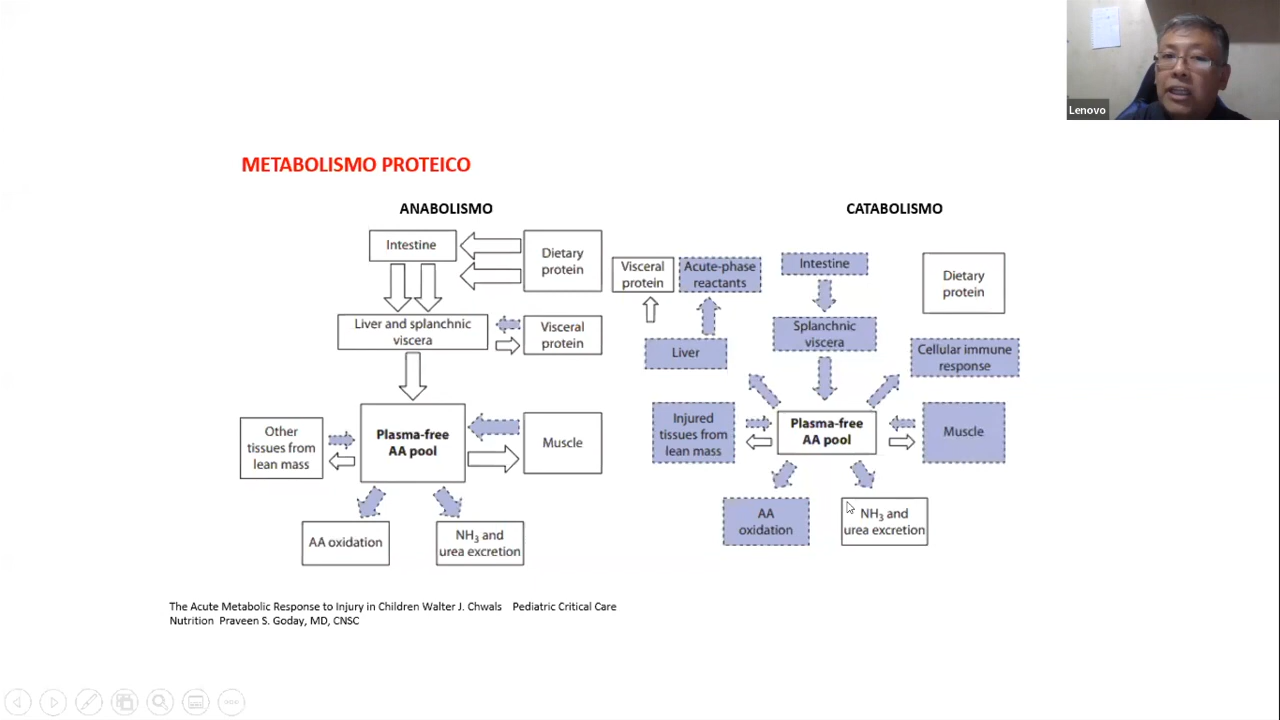 Lenovo
METABOLISMO PROTEICO
ANABOLISMO
Intestine
Dietary
protein
Liver and splanchnic
viscera
Visceral
protein
Other
tissues from
lean mass
Plasma-free
AA pool
Muscle
AA oxidation
NH₃ and
urea excretion
CATABOLISMO
Visceral
protein
Acute-phase
reactants
Intestine
Dietary
protein
Liver
Splanchnic
viscera
Cellular immune
response
Injured
tissues from
lean mass
Plasma-free
AA pool
Muscle
AA
oxidation
NH₃ and
urea excretion
The Acute Metabolic Response to Injury in Children Walter J. Chwals Pediatric Critical Care
Nutrition Praveen S. Goday, MD, CNSC